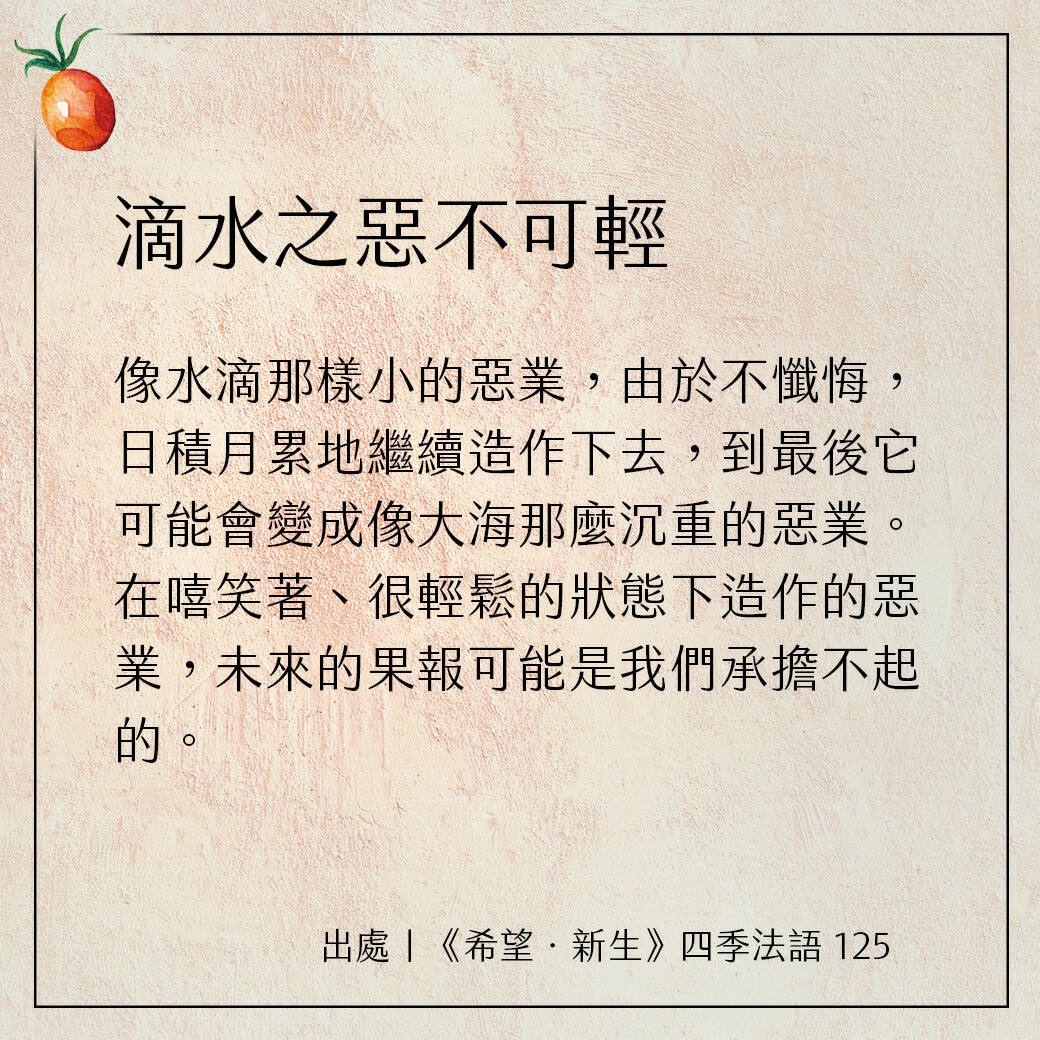 滴水之惡不可輕
像水滴那樣小的惡業，由於不懺悔，
日積月累地繼續造作下去，到最後它
可能會變成像大海那麼沉重的惡業。
在嘻笑著、很輕鬆的狀態下造作的惡
業，未來的果報可能是我們承擔不起
的。
出處｜《希望．新生》四季法語 125